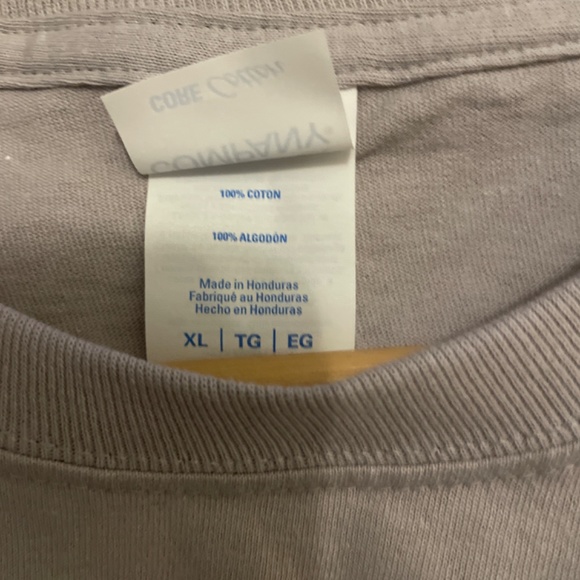 CORE Cotton
COMPANY®
100% COTON
100% ALGODÓN
Made in Honduras
Fabriqué au Honduras
Hecho en Honduras
XL | TG | EG